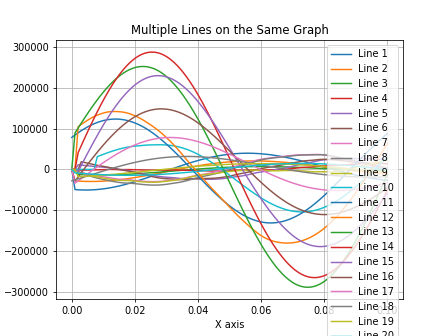 Multiple Lines on the Same Graph
300000
200000
100000
0
−100000
−200000
−300000
0.00
0.02
0.04
0.06
0.08
X axis
Line 1
Line 2
Line 3
Line 4
Line 5
Line 6
Line 7
Line 8
Line 9
Line 10
Line 11
Line 12
Line 13
Line 14
Line 15
Line 16
Line 17
Line 18
Line 19
Line 20